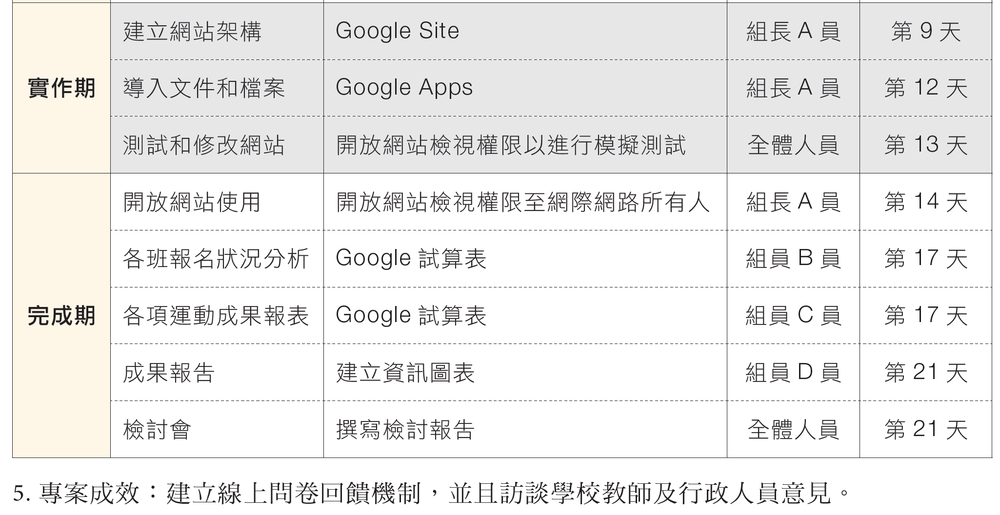 實作期
建立網站架構 Google Site 組長 A 員 第 9 天
導入文件和檔案 Google Apps 組長 A 員 第 12 天
測試和修改網站 開放網站檢視權限以進行模擬測試 全體人員 第 13 天
完成期
開放網站使用 開放網站檢視權限至網際網路所有人 組長 A 員 第 14 天
各班報名狀況分析 Google 試算表 組員 B 員 第 17 天
各項運動成果報表 Google 試算表 組員 C 員 第 17 天
成果報告 建立資訊圖表 組員 D 員 第 21 天
檢討會 撰寫檢討報告 全體人員 第 21 天
5. 專案成效：建立線上問卷回饋機制，並且訪談學校教師及行政人員意見。